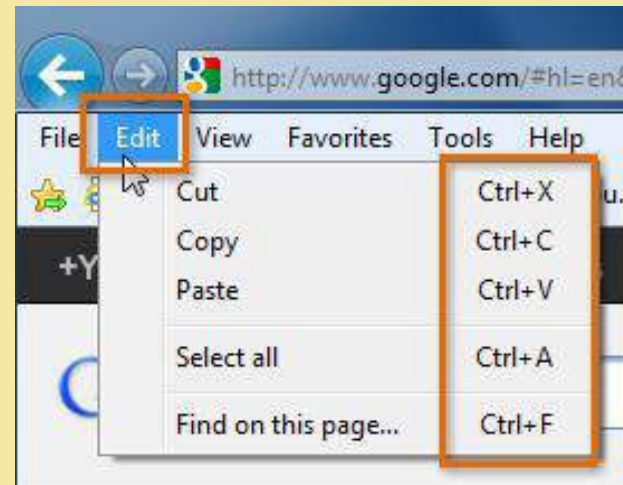 http://www.google.com/#hl=en&
File Edit View Favorites Tools Help
Cut Ctrl+X
u.
Copy Ctrl+C
+Y
Paste Ctrl+V
Select all Ctrl+A
Find on this page... Ctrl+F